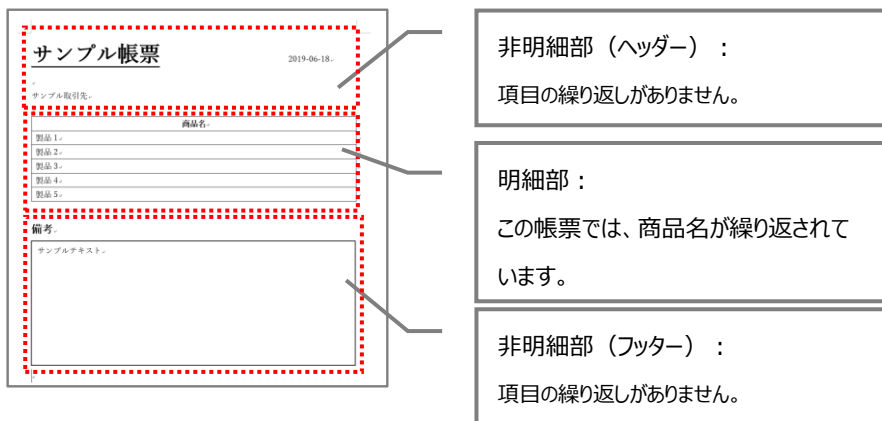 サンプル帳票
2019-06-18
サンプル取引先
商品名
製品 1
製品 2
製品 3
製品 4
製品 5
備考
サンプルテキスト
非明細部（ヘッダー）：
項目の繰り返しがありません。
明細部：
この帳票では、商品名が繰り返されて
います。
非明細部（フッター）：
項目の繰り返しがありません。